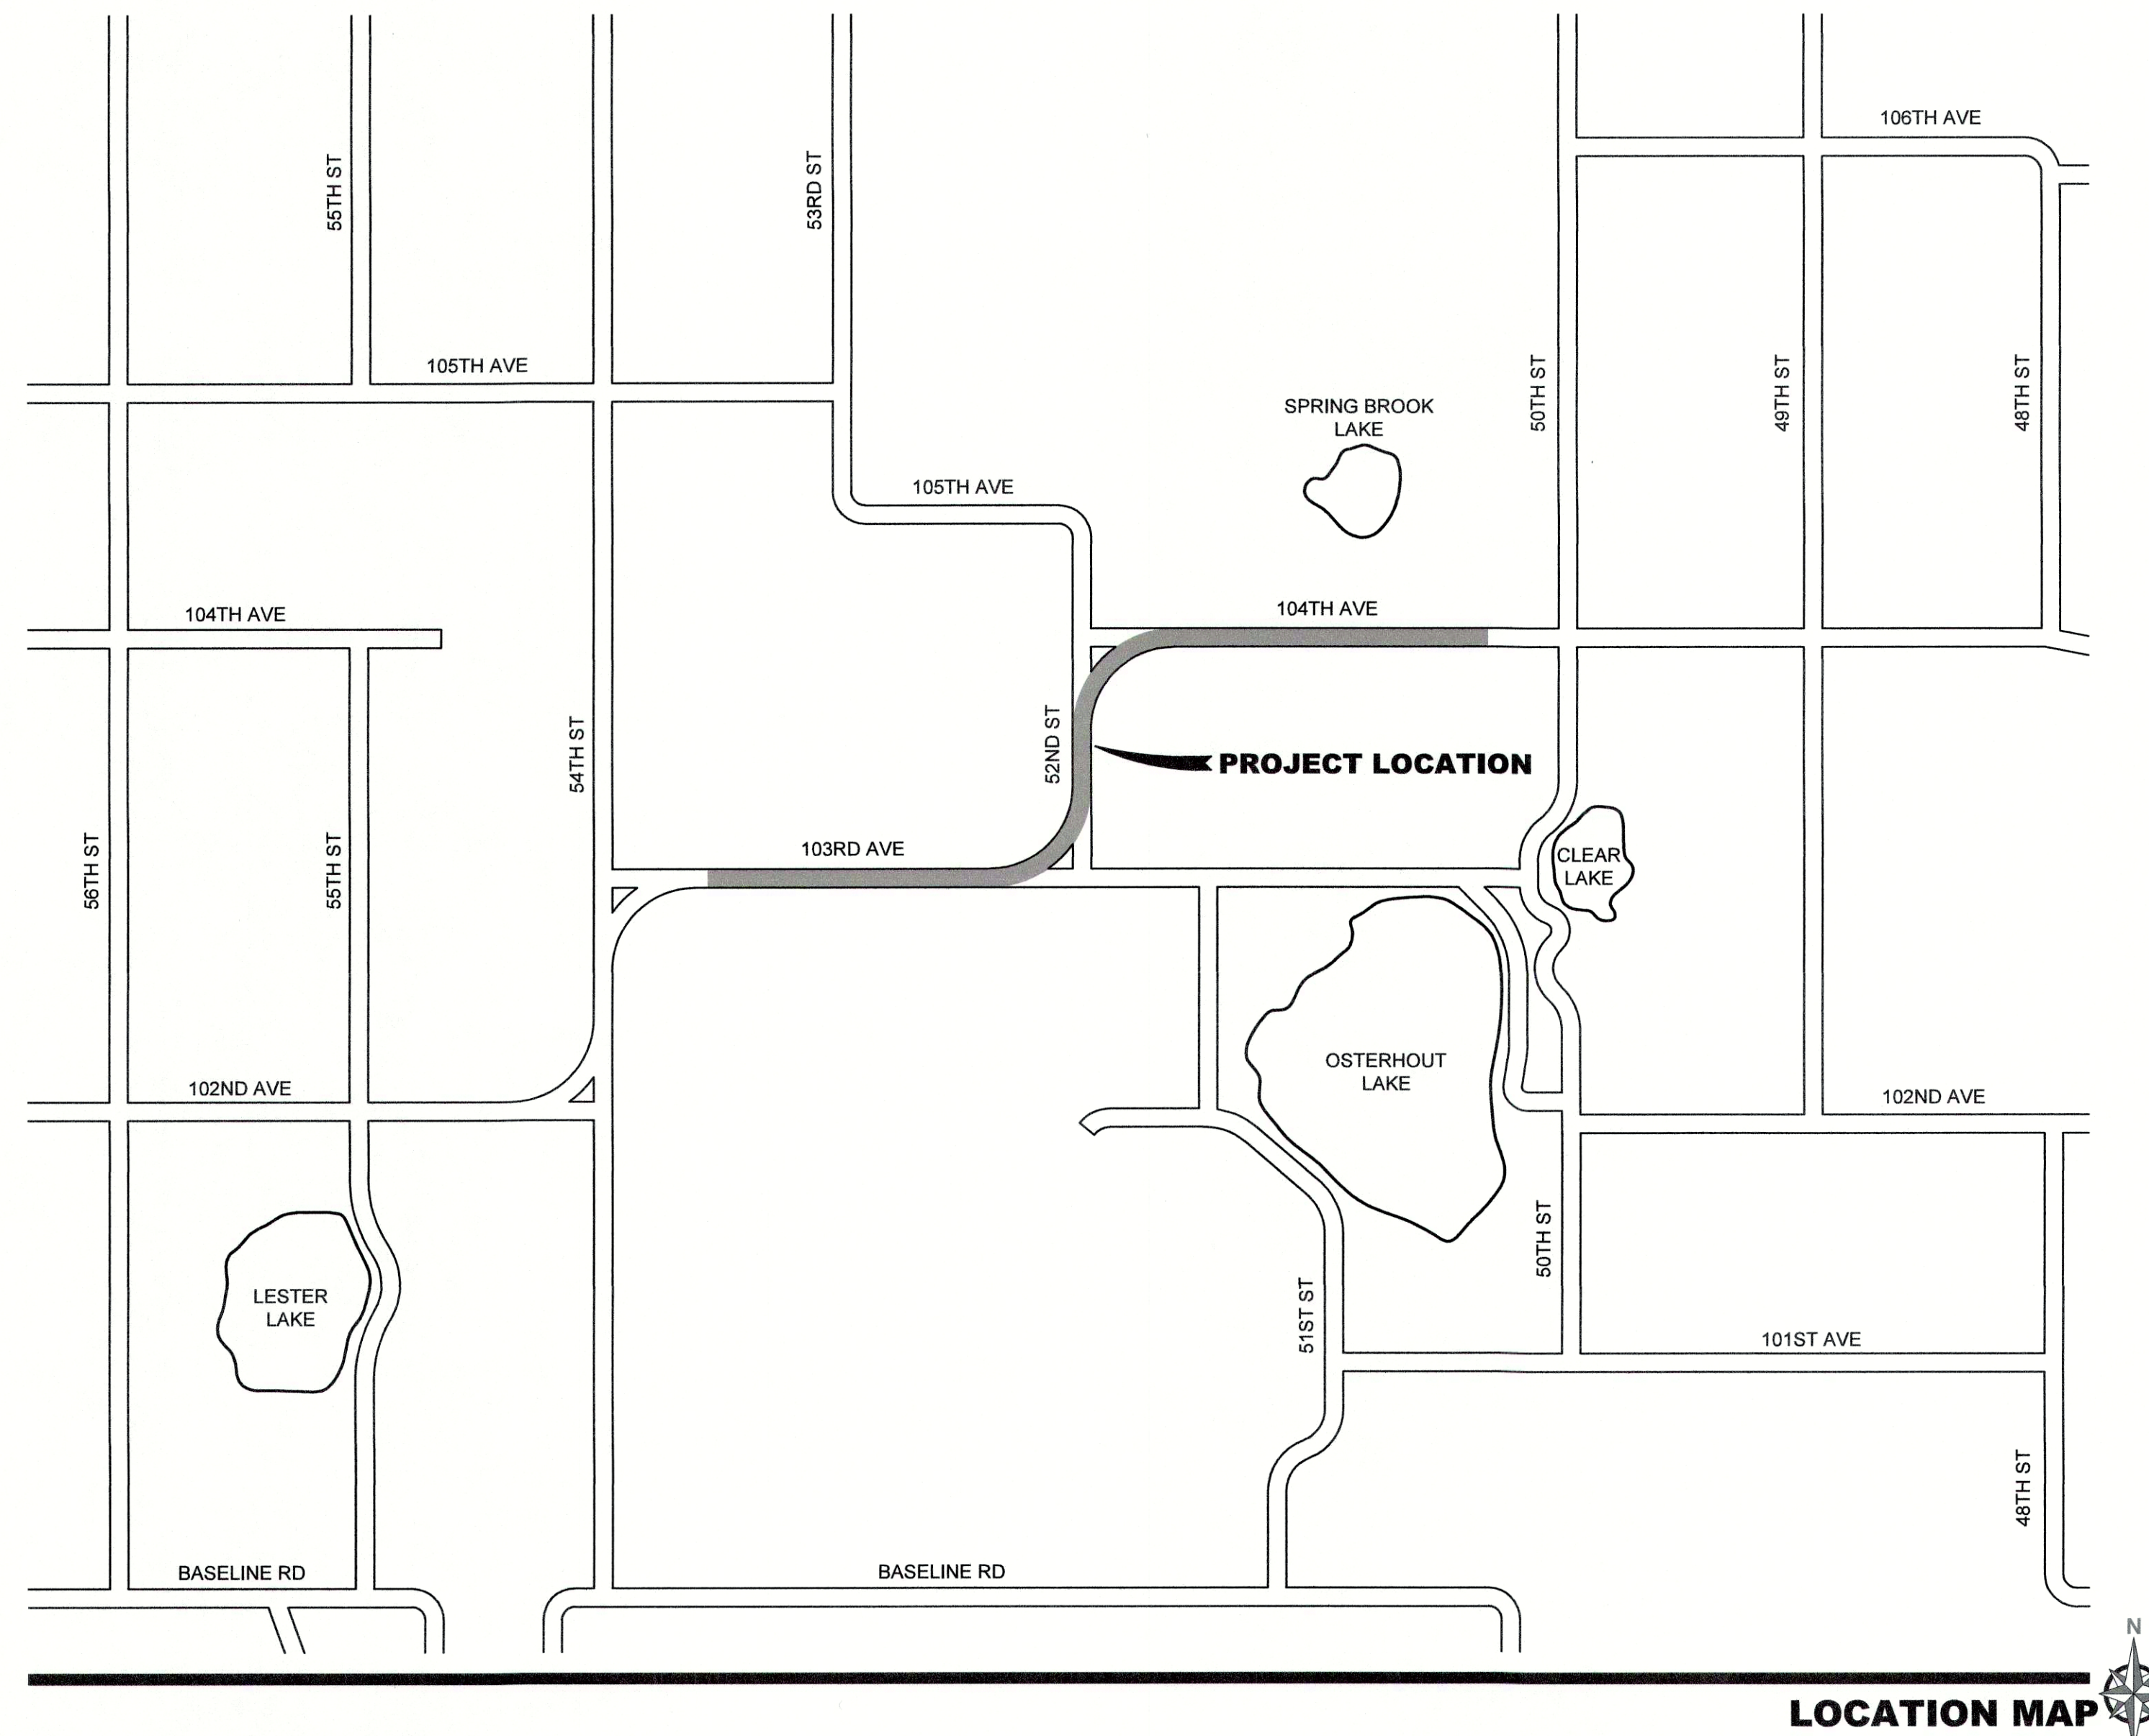 106TH AVE
55TH ST
53RD ST
105TH AVE
50TH ST
49TH ST
48TH ST
SPRING BROOK
LAKE
105TH AVE
104TH AVE
104TH AVE
54TH ST
52ND ST
PROJECT LOCATION
103RD AVE
56TH ST
55TH ST
CLEAR
LAKE
OSTERHOUT
LAKE
102ND AVE
102ND AVE
50TH ST
LESTER
LAKE
51ST ST
101ST AVE
48TH ST
BASELINE RD
BASELINE RD
N
LOCATION MAP